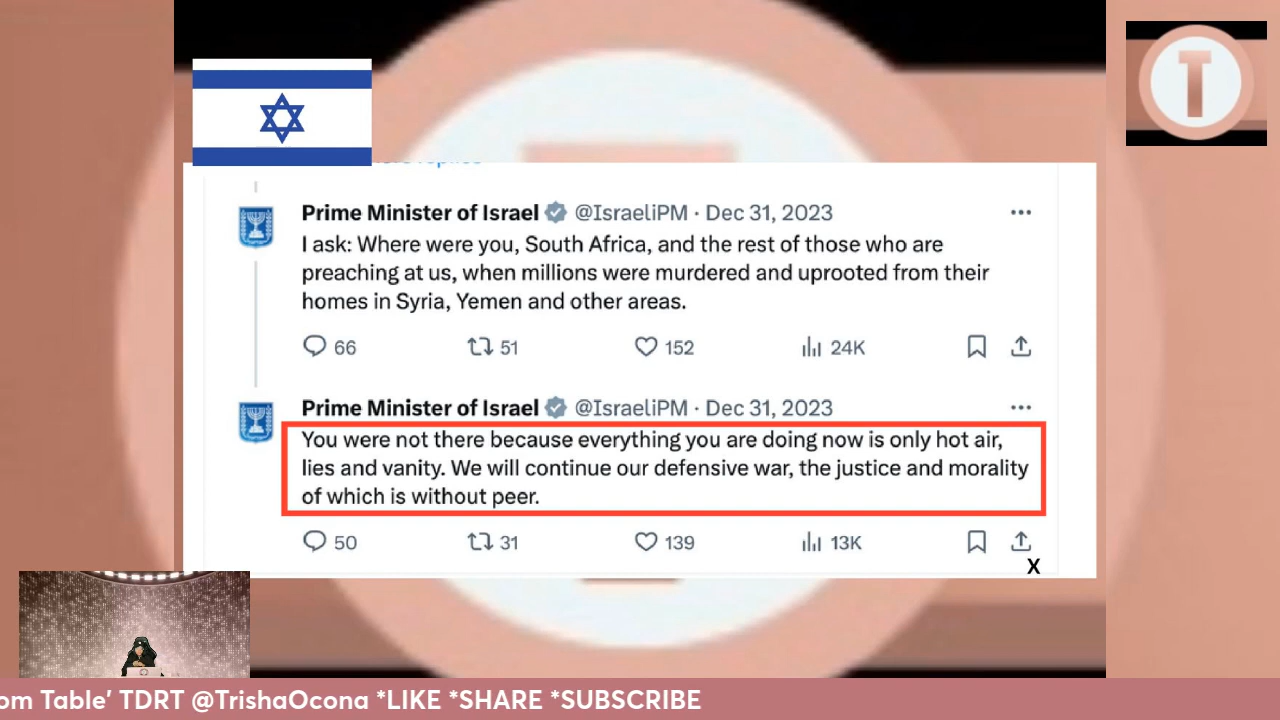 T
Prime Minister of Israel @IsraeliPM · Dec 31, 2023
I ask: Where were you, South Africa, and the rest of those who are
preaching at us, when millions were murdered and uprooted from their
homes in Syria, Yemen and other areas.
66 51 152 24K
Prime Minister of Israel @IsraeliPM · Dec 31, 2023
You were not there because everything you are doing now is only hot air,
lies and vanity. We will continue our defensive war, the justice and morality
of which is without peer.
50 31 139 13K
X
om Table' TDRT @TrishaOcona *LIKE *SHARE *SUBSCRIBE